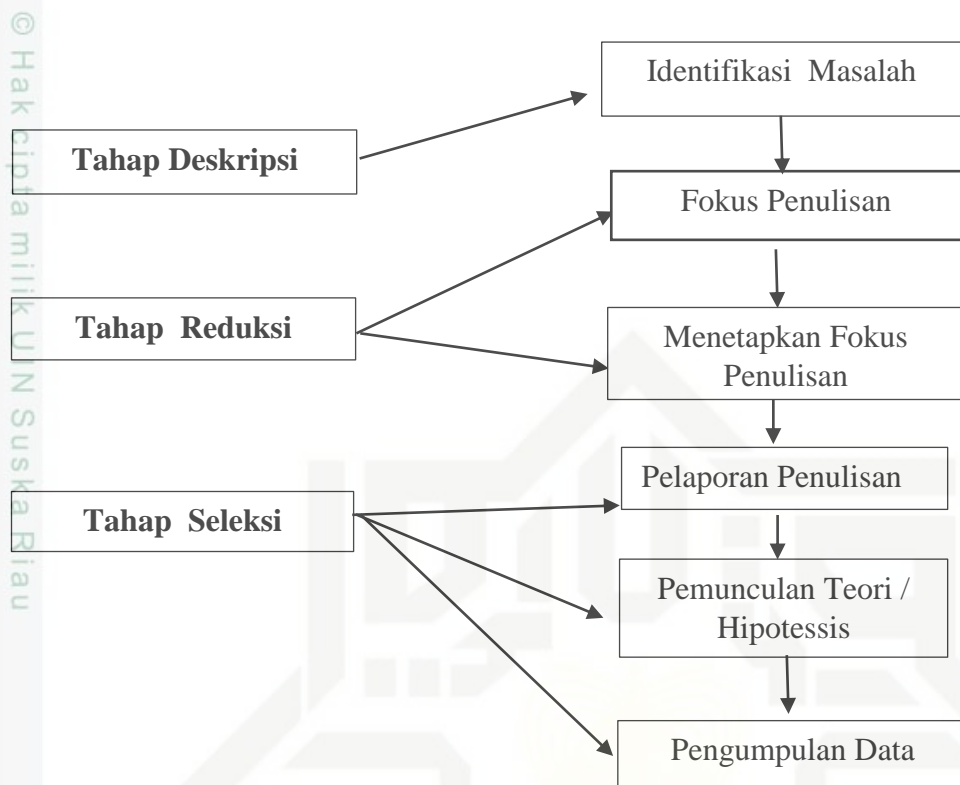 © Hak cipta milik UIN Suska Riau
Identifikasi Masalah
Tahap Deskripsi
Fokus Penulisan
Tahap Reduksi
Menetapkan Fokus
Penulisan
Pelaporan Penulisan
Tahap Seleksi
Pemunculan Teori /
Hipotessis
Pengumpulan Data